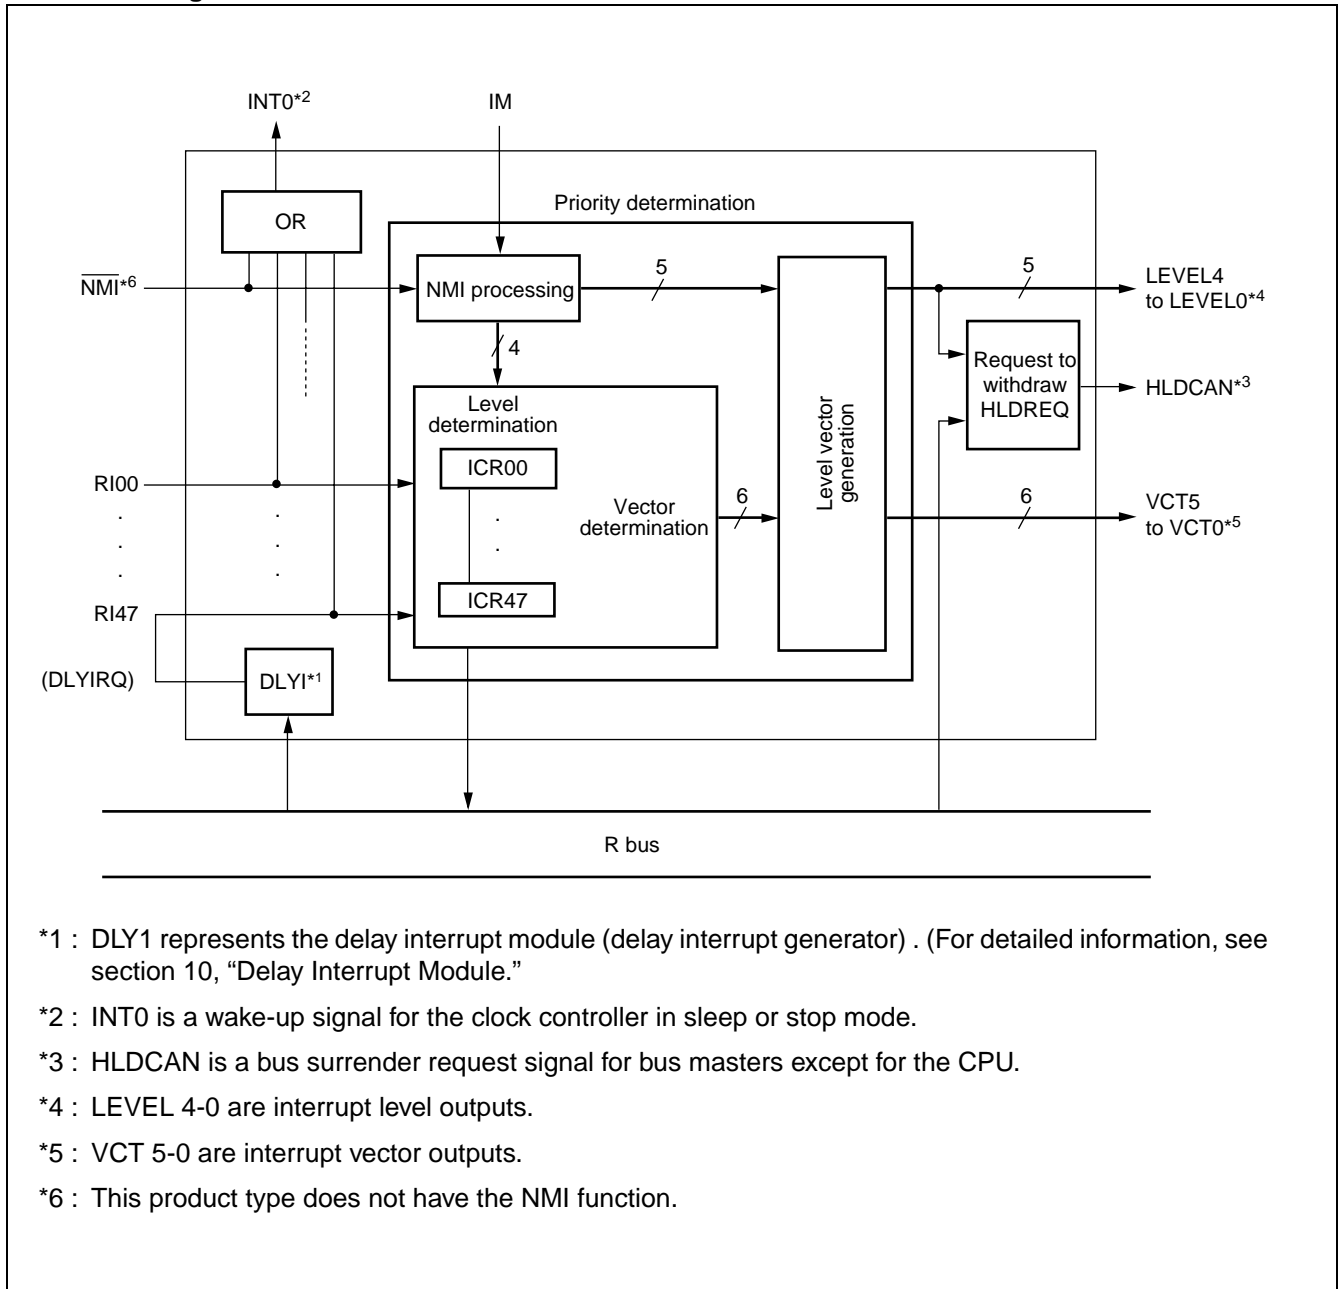 INT0*2
IM
OR
Priority determination
NMI*6
NMI processing
5
5
LEVEL4
to LEVEL0*4
4
Request to
withdraw
HLDREQ
HLDCAN*3
Level
determination
Level vector
generation
ICR00
RI00
.
.
.
.
.
.
.
.
Vector
determination
6
6
VCT5
to VCT0*5
ICR47
RI47
(DLYIRQ)
DLYI*1
R bus
*1 : DLY1 represents the delay interrupt module (delay interrupt generator) . (For detailed information, see
section 10, “Delay Interrupt Module.”
*2 : INT0 is a wake-up signal for the clock controller in sleep or stop mode.
*3 : HLDCAN is a bus surrender request signal for bus masters except for the CPU.
*4 : LEVEL 4-0 are interrupt level outputs.
*5 : VCT 5-0 are interrupt vector outputs.
*6 : This product type does not have the NMI function.